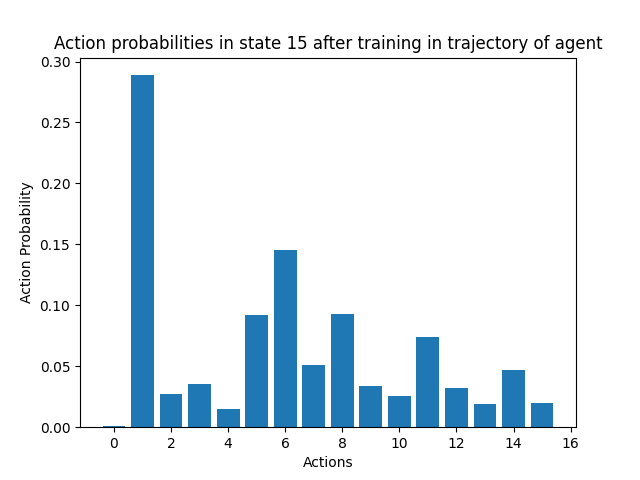 Action probabilities in state 15 after training in trajectory of agent
0.30
0.25
0.20
0.15
0.10
0.05
0.00
Action Probability
0 2 4 6 8 10 12 14 16
Actions